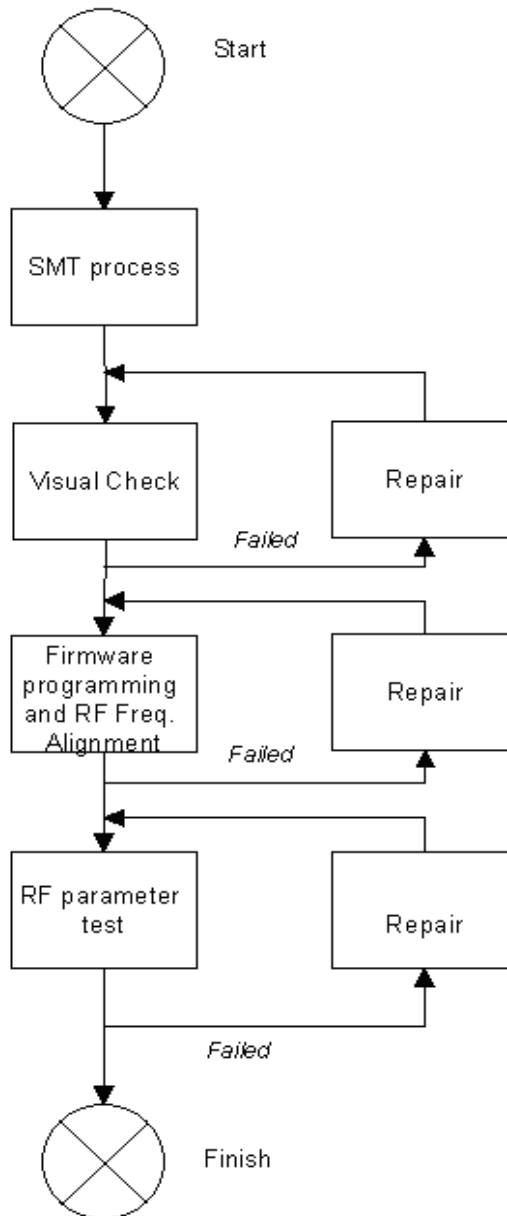 Start
SMT process
Visual Check
Repair
Failed
Firmware
programming
and RF Freq.
Alignment
Repair
Failed
RF parameter
test
Repair
Failed
Finish